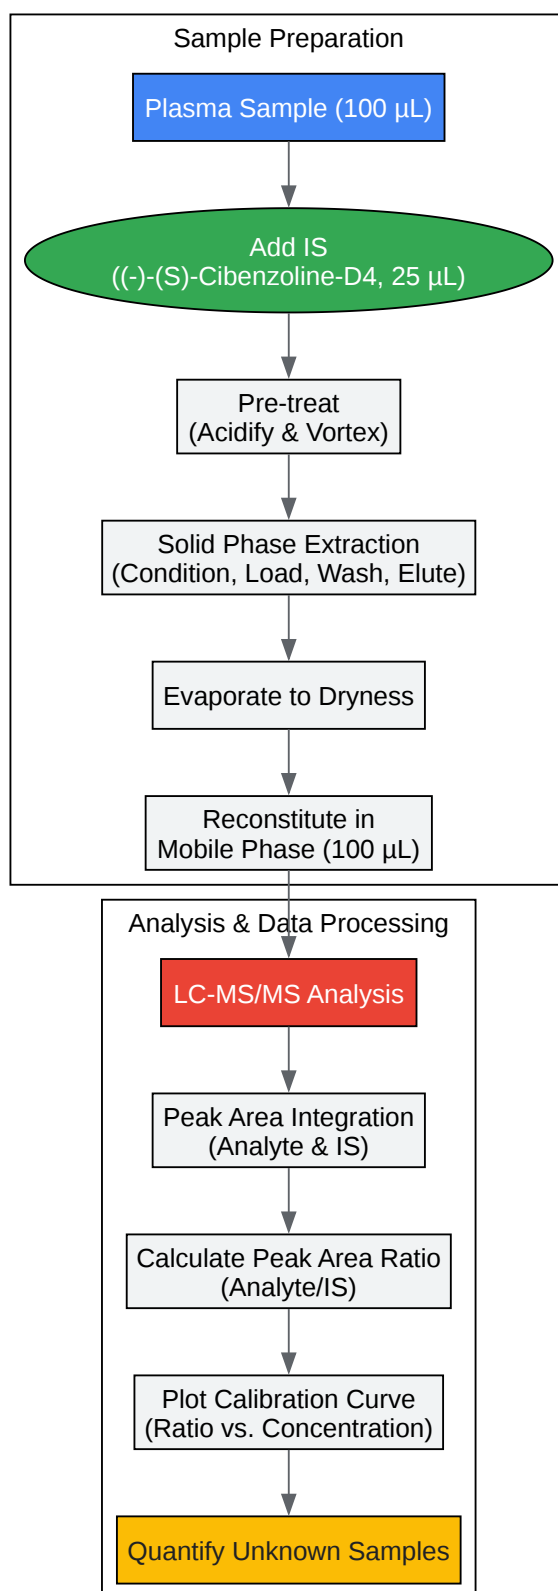 Sample Preparation
Plasma Sample (100 µL)
Add IS
((-)-(S)-Cibenzoline-D4, 25 µL)
Pre-treat
(Acidify & Vortex)
Solid Phase Extraction
(Condition, Load, Wash, Elute)
Evaporate to Dryness
Reconstitute in
Mobile Phase (100 µL)
Analysis & Data Processing
LC-MS/MS Analysis
Peak Area Integration
(Analyte & IS)
Calculate Peak Area Ratio
(Analyte/IS)
Plot Calibration Curve
(Ratio vs. Concentration)
Quantify Unknown Samples